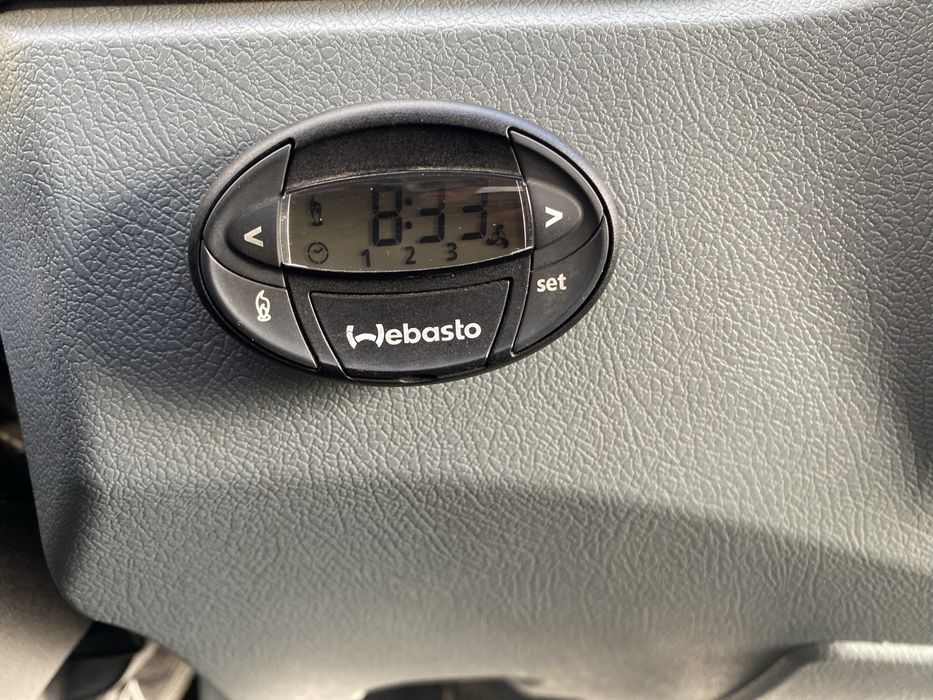 8:33
1 2 3
< >
set
Webasto